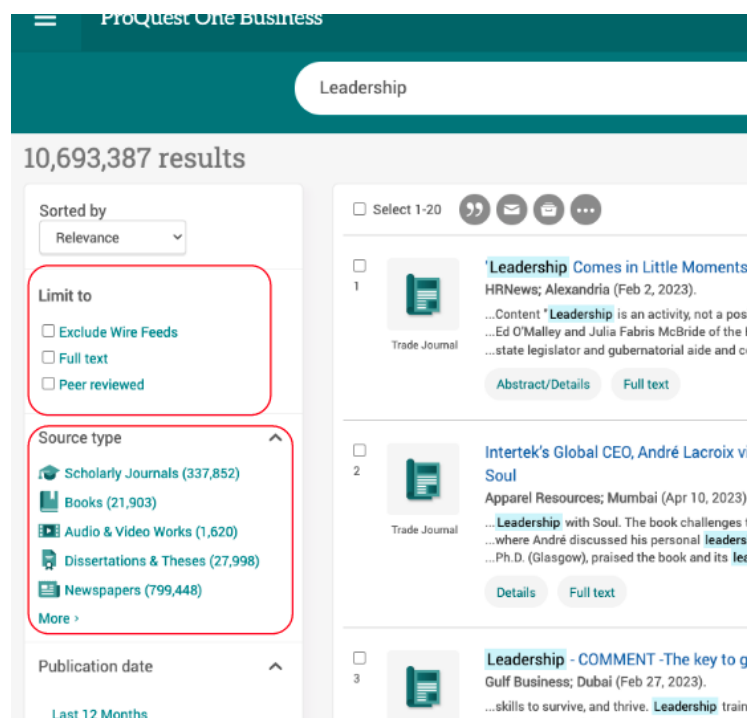 ProQuest One Business
Leadership
10,693,387 results
Sorted by
Relevance
Limit to
Exclude Wire Feeds
Full text
Peer reviewed
Source type
Scholarly Journals (337,852)
Books (21,903)
Audio & Video Works (1,620)
Dissertations & Theses (27,998)
Newspapers (799,448)
More ›
Publication date
Last 12 Months
Select 1-20
1
Trade Journal
'Leadership Comes in Little Moments
HRNews; Alexandria (Feb 2, 2023).
...Content "Leadership is an activity, not a pos
...Ed O'Malley and Julia Fabris McBride of the
...state legislator and gubernatorial aide and c
Abstract/Details Full text
2
Trade Journal
Intertek's Global CEO, André Lacroix vi
Soul
Apparel Resources; Mumbai (Apr 10, 2023)
...Leadership with Soul. The book challenges
...where André discussed his personal leaders
...Ph.D. (Glasgow), praised the book and its lea
Details Full text
3
Leadership - COMMENT -The key to g
Gulf Business; Dubai (Feb 27, 2023).
...skills to survive, and thrive. Leadership train